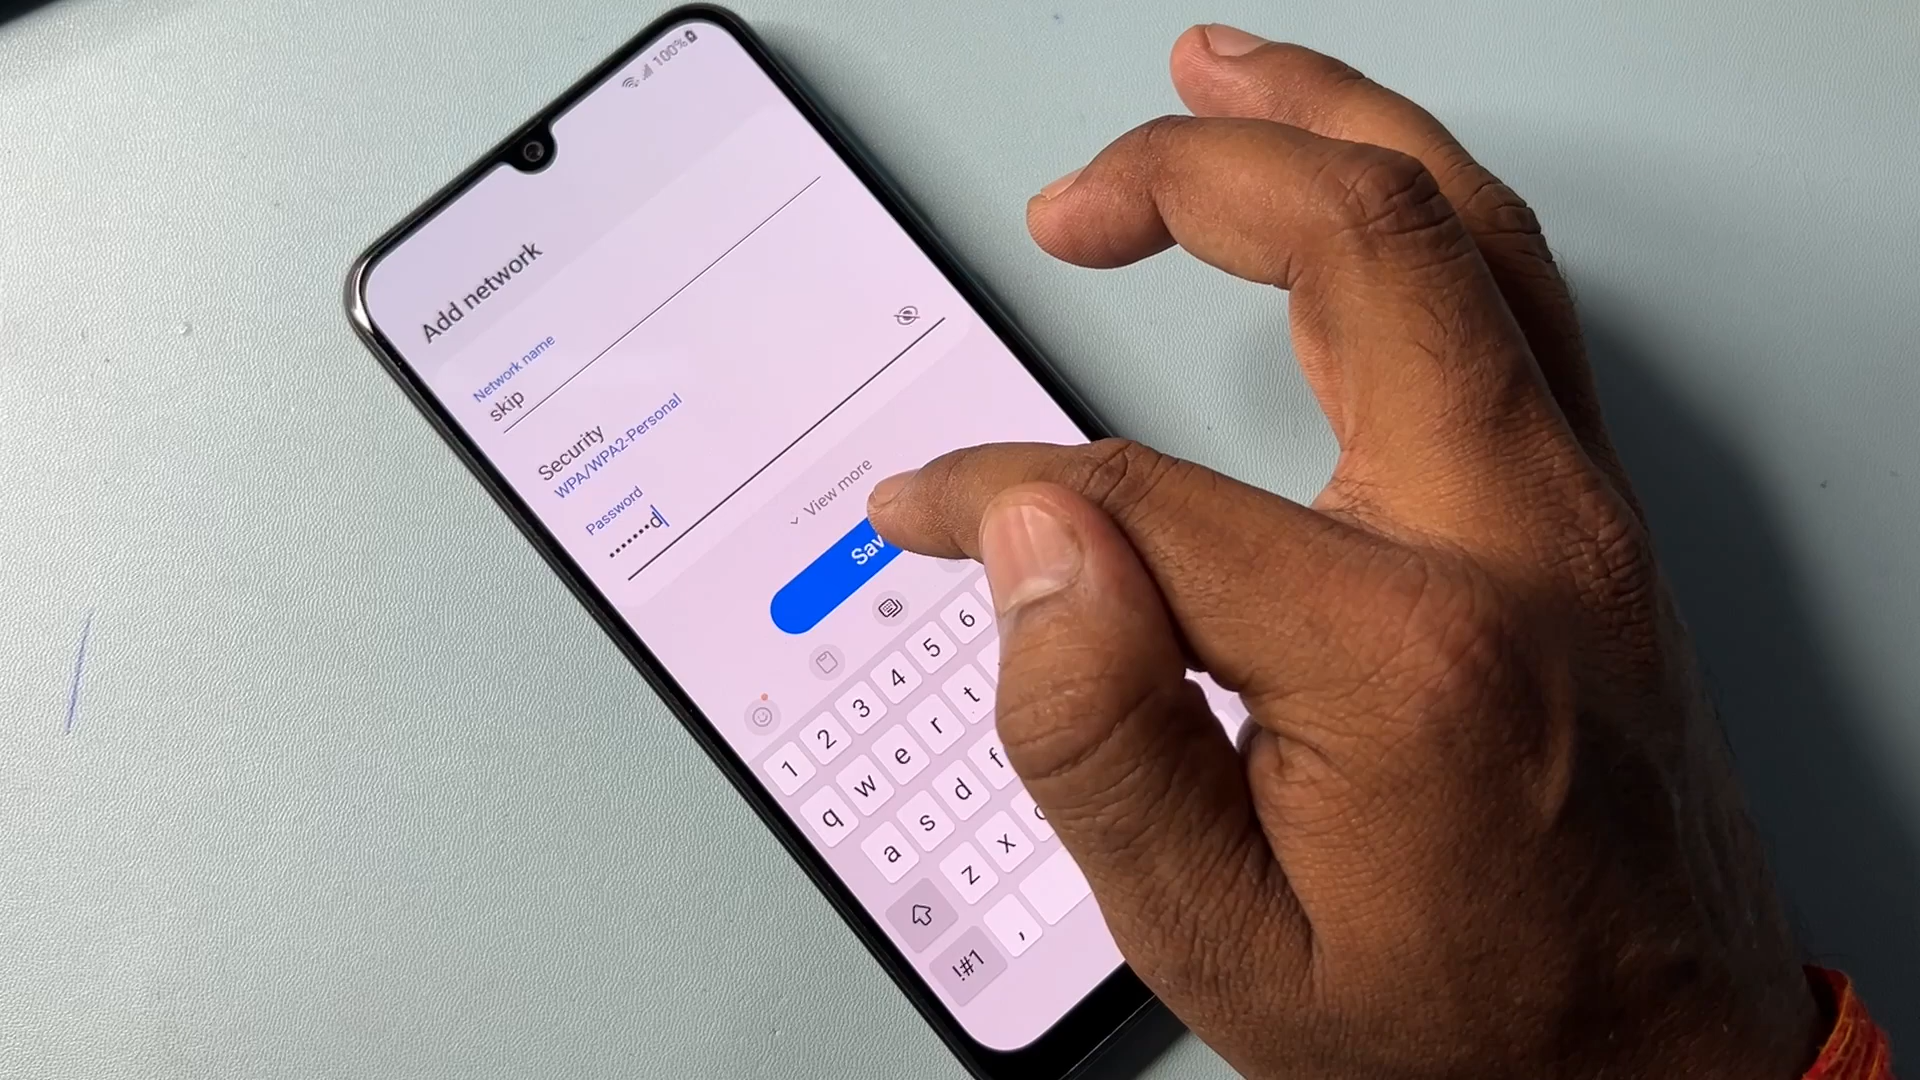 100%
Add network
Network name
skip
Security
WPA/WPA2-Personal
Password
•••••••d
View more
Sav
1 2 3 4 5 6
q w e r t
a s d f
z x
!#1 ,